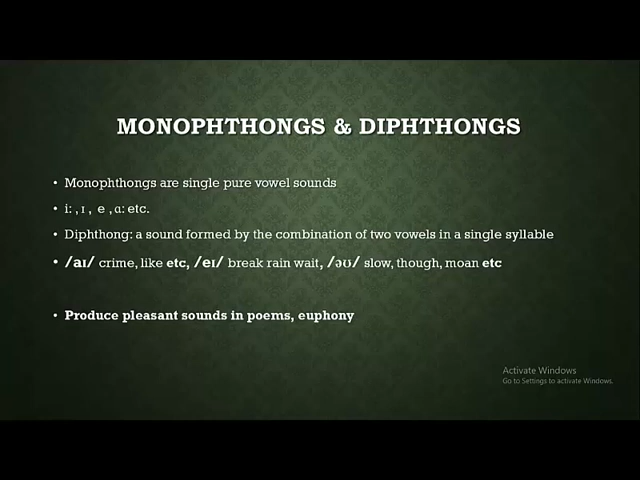 MONOPHTHONGS & DIPHTHONGS
• Monophthongs are single pure vowel sounds
• i: , ɪ , e , ɑ: etc.
• Diphthong: a sound formed by the combination of two vowels in a single syllable
• /aɪ/ crime, like etc, /eɪ/ break rain wait, /əʊ/ slow, though, moan etc
• Produce pleasant sounds in poems, euphony
Activate Windows
Go to Settings to activate Windows.